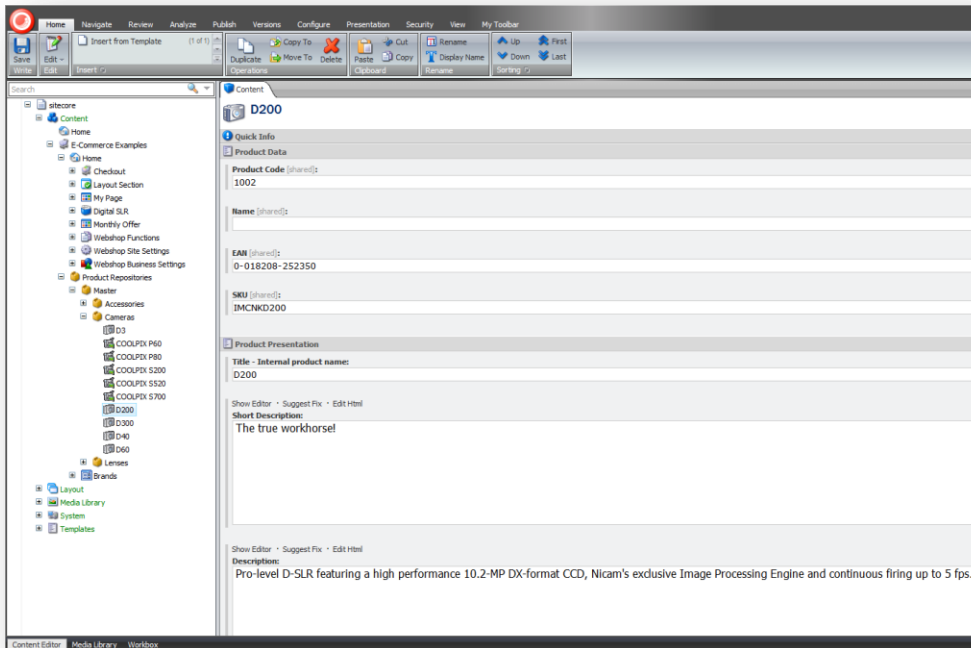 Home Navigate Review Analyze Publish Versions Configure Presentation Security View My Toolbar
Save
Write
Edit
Edit
Insert from Template (1 of 1)
Insert
Duplicate Copy To Move To Delete
Operations
Paste Cut Copy
Clipboard
Rename
Display Name
Rename
Up First
Down Last
Sorting
Search
sitecore
Content
Home
E-Commerce Examples
Home
Checkout
Layout Section
My Page
Digital SLR
Monthly Offer
Webshop Functions
Webshop Site Settings
Webshop Business Settings
Product Repositories
Master
Accessories
Cameras
D3
COOLPIX P60
COOLPIX P80
COOLPIX S200
COOLPIX S520
COOLPIX S700
D200
D300
D40
D60
Lenses
Brands
Layout
Media Library
System
Templates
Content
D200
Quick Info
Product Data
Product Code [shared]:
1002
Name [shared]:
EAN [shared]:
0-018208-252350
SKU [shared]:
IMCNKD200
Product Presentation
Title - Internal product name:
D200
Show Editor · Suggest Fix · Edit Html
Short Description:
The true workhorse!
Show Editor · Suggest Fix · Edit Html
Description:
Pro-level D-SLR featuring a high performance 10.2-MP DX-format CCD, Nicam's exclusive Image Processing Engine and continuous firing up to 5 fps.
Content Editor Media Library Workbox